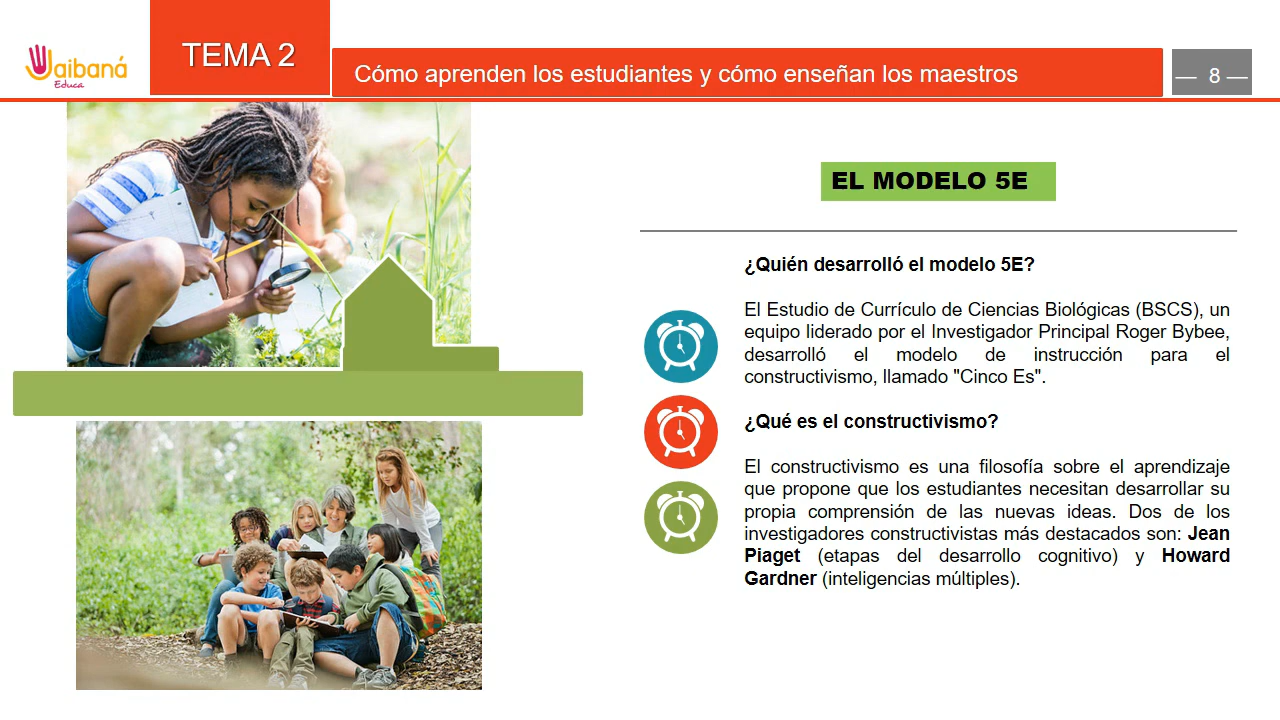 Jaibaná
Educa
TEMA 2
Cómo aprenden los estudiantes y cómo enseñan los maestros
— 8 —
EL MODELO 5E
¿Quién desarrolló el modelo 5E?
El Estudio de Currículo de Ciencias Biológicas (BSCS), un
equipo liderado por el Investigador Principal Roger Bybee,
desarrolló el modelo de instrucción para el
constructivismo, llamado "Cinco Es".
¿Qué es el constructivismo?
El constructivismo es una filosofía sobre el aprendizaje
que propone que los estudiantes necesitan desarrollar su
propia comprensión de las nuevas ideas. Dos de los
investigadores constructivistas más destacados son: Jean
Piaget (etapas del desarrollo cognitivo) y Howard
Gardner (inteligencias múltiples).